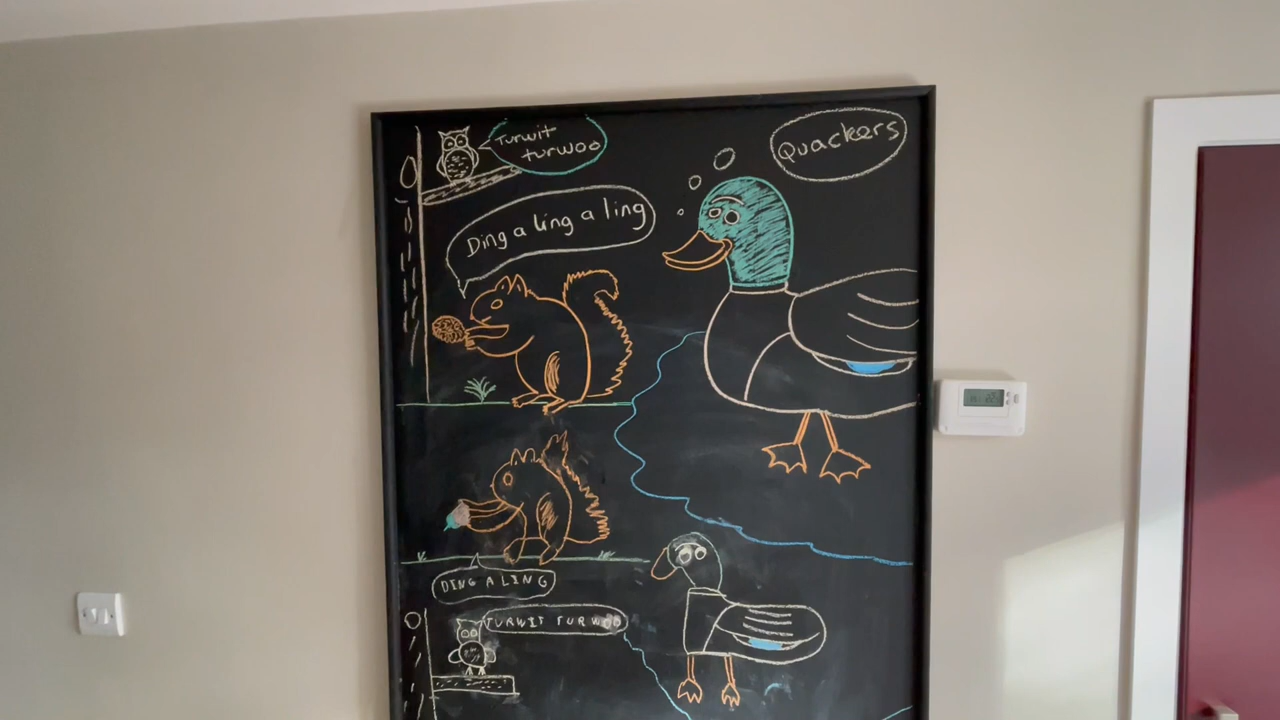 Turwit
turwoo
Quackers
Ding a ling a ling
DING A LING
TURWIT TURWOO